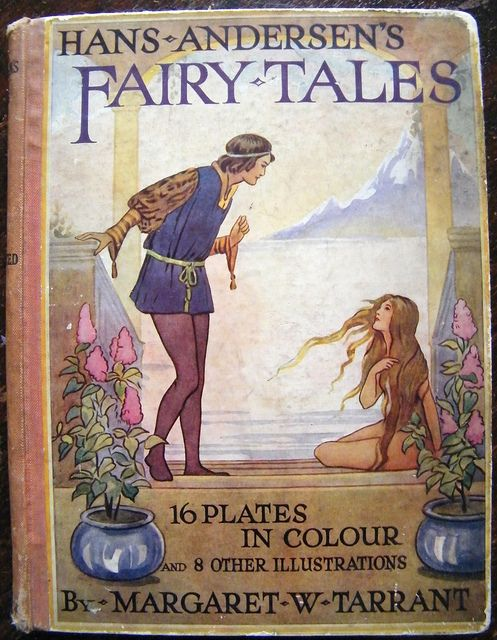 HANS·ANDERSEN'S
FAIRY·TALES
16 PLATES
IN COLOUR
AND 8 OTHER ILLUSTRATIONS
By·MARGARET·W·TARRANT